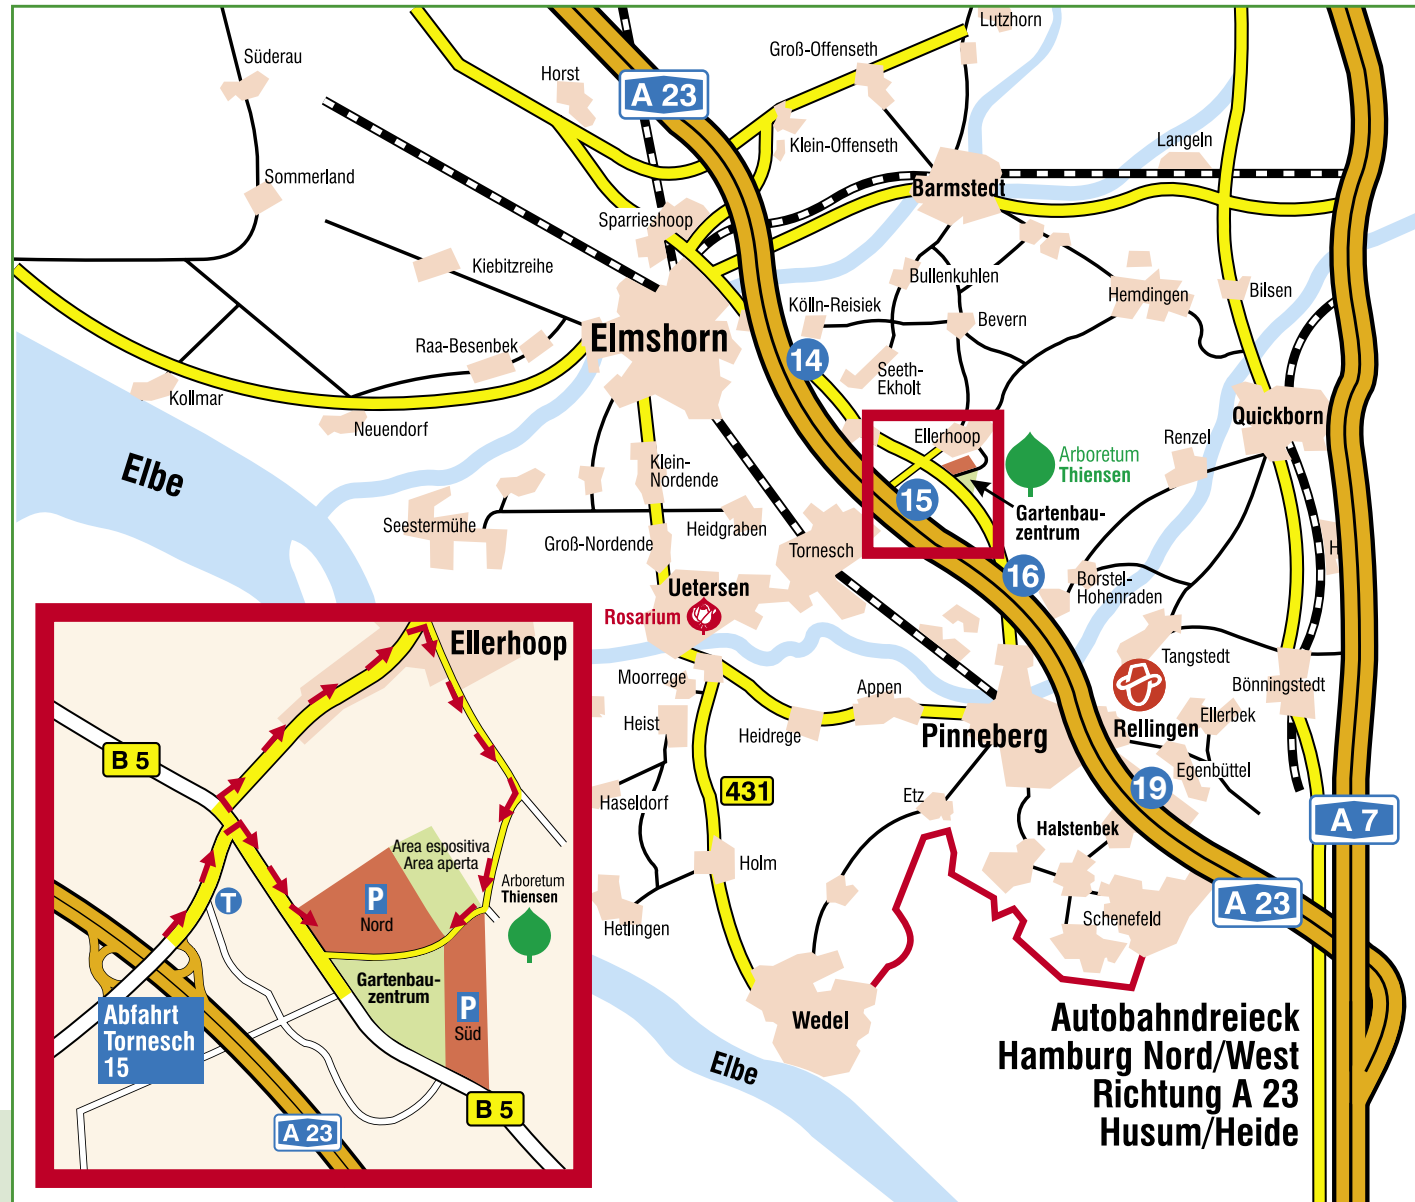 Lutzhorn
Groß-Offenseth
Süderau
Horst
A 23
Klein-Offenseth
Langeln
Sommerland
Barmstedt
Sparrieshoop
Kiebitzreihe
Bullenkuhlen
Kölln-Reisiek
Hemdingen
Bilsen
Bevern
Elmshorn
Raa-Besenbek
14
Seeth-
Ekholt
Kollmar
Neuendorf
Quickborn
Ellerhoop
Renzel
Arboretum
Thiensen
Elbe
Klein-
Nordende
15
Gartenbau-
zentrum
Seestermühe
Heidgraben
Groß-Nordende
Tornesch
H
16
Borstel-
Hohenraden
Uetersen
Rosarium
Tangstedt
Moorrege
Appen
Bönningstedt
Heist
Heidrege
Pinneberg
Rellingen
Ellerbek
Egenbüttel
431
19
Haseldorf
Etz
Halstenbek
A 7
Holm
Hetlingen
A 23
Schenefeld
Wedel
Elbe
Autobahndreieck
Hamburg Nord/West
Richtung A 23
Husum/Heide
Ellerhoop
B 5
Area espositiva
Area aperta
Arboretum
Thiensen
T
P
Nord
Gartenbau-
zentrum
P
Süd
Abfahrt
Tornesch
15
B 5
A 23